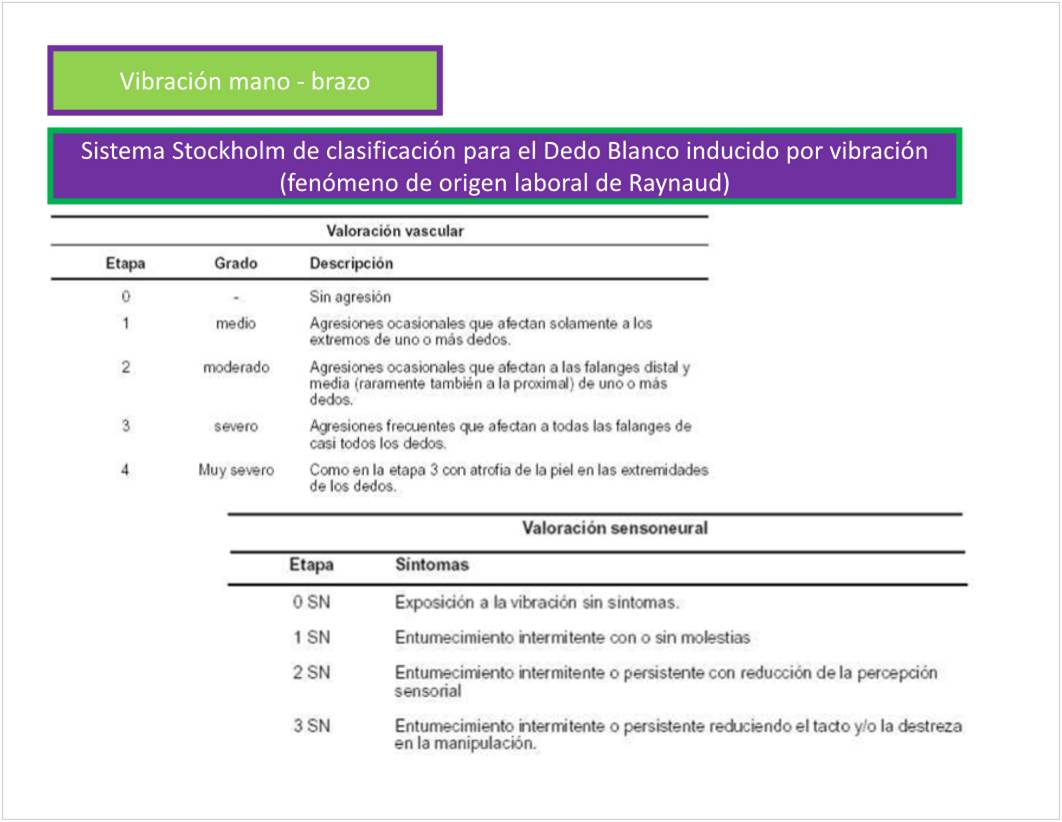 Vibración mano - brazo
Sistema Stockholm de clasificación para el Dedo Blanco inducido por vibración
(fenómeno de origen laboral de Raynaud)
Valoración vascular
Etapa Grado Descripción
0 - Sin agresión
1 medio Agresiones ocasionales que afectan solamente a los
extremos de uno o más dedos.
2 moderado Agresiones ocasionales que afectan a las falanges distal y
media (raramente también a la proximal) de uno o más
dedos.
3 severo Agresiones frecuentes que afectan a todas las falanges de
casi todos los dedos.
4 Muy severo Como en la etapa 3 con atrofia de la piel en las extremidades
de los dedos.
Valoración sensoneural
Etapa Síntomas
0 SN Exposición a la vibración sin síntomas.
1 SN Entumecimiento intermitente con o sin molestias
2 SN Entumecimiento intermitente o persistente con reducción de la percepción
sensorial
3 SN Entumecimiento intermitente o persistente reduciendo el tacto y/o la destreza
en la manipulación.